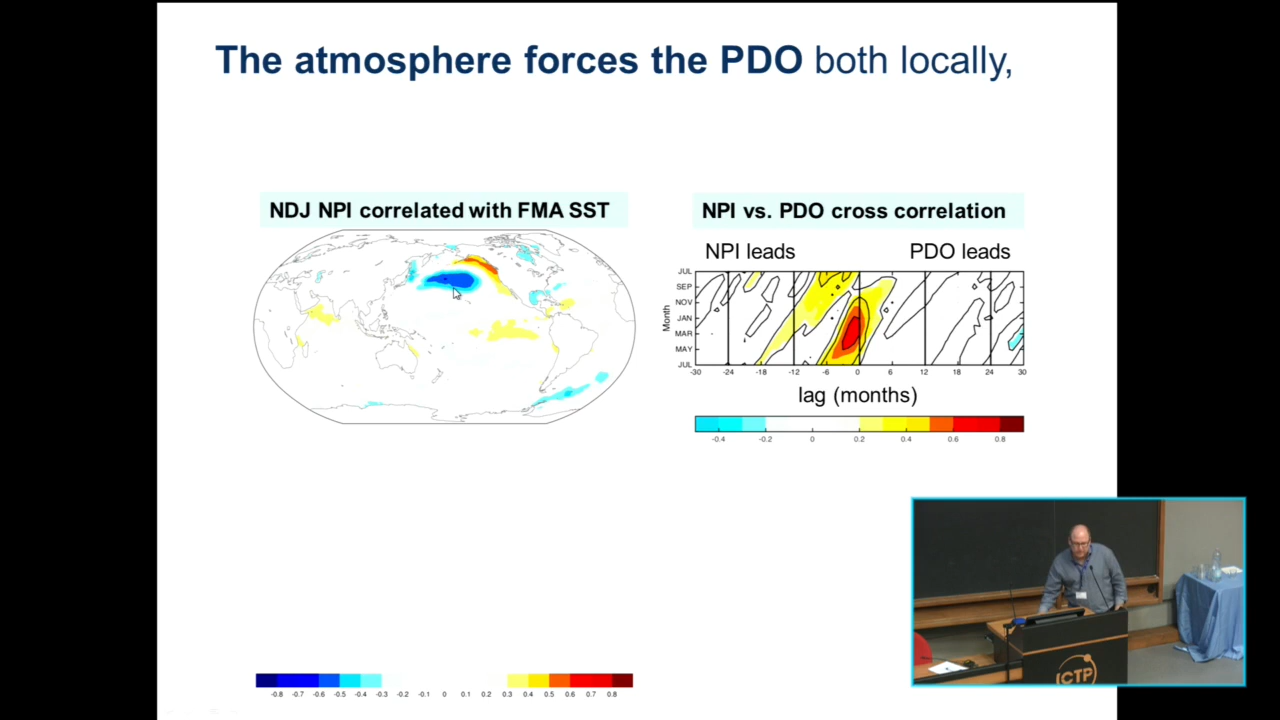 The atmosphere forces the PDO both locally,
NDJ NPI correlated with FMA SST
NPI vs. PDO cross correlation
NPI leads
PDO leads
Month
JUL
SEP
NOV
JAN
MAR
MAY
JUL
-30 -24 -18 -12 -6 0 6 12 18 24 30
lag (months)
-0.4 -0.2 0 0.2 0.4 0.6 0.8
-0.8 -0.7 -0.6 -0.5 -0.4 -0.3 -0.2 -0.1 0 0.1 0.2 0.3 0.4 0.5 0.6 0.7 0.8
ICTP